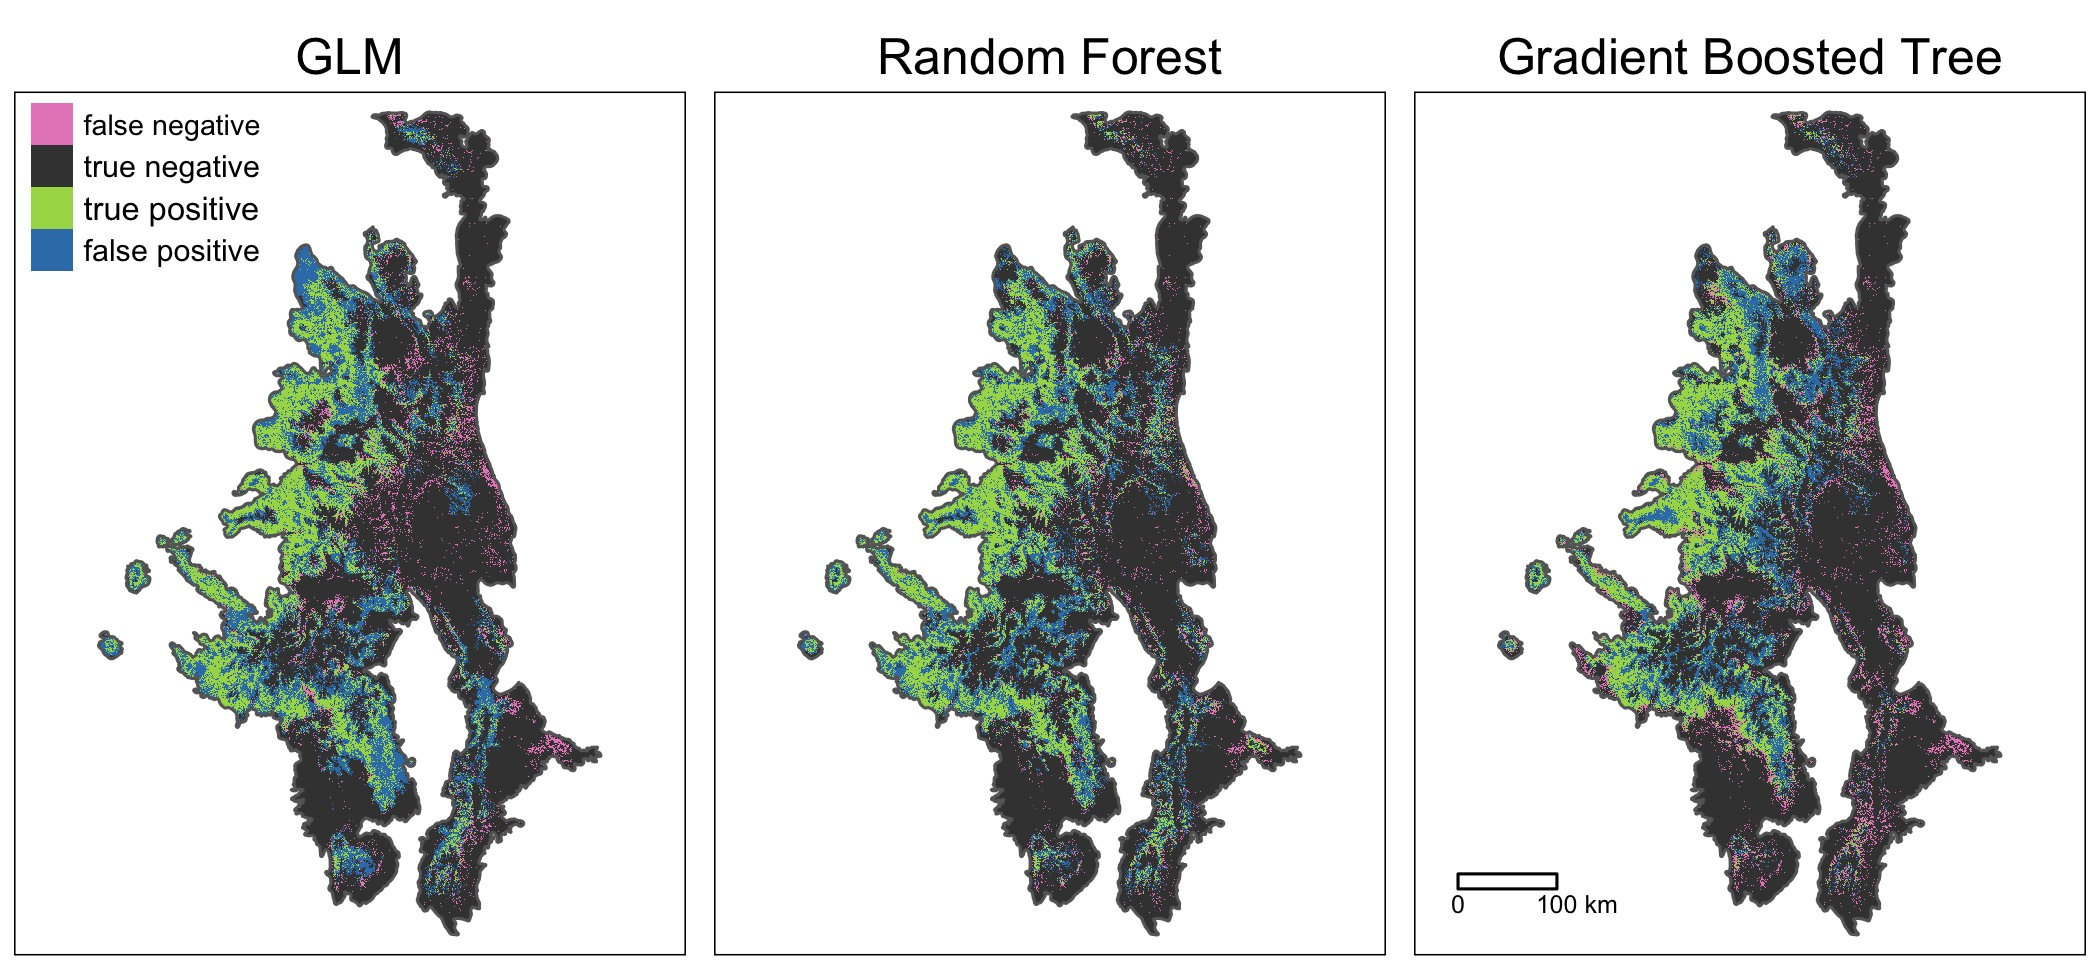 GLM
Random Forest
Gradient Boosted Tree
false negative
true negative
true positive
false positive
0 100 km